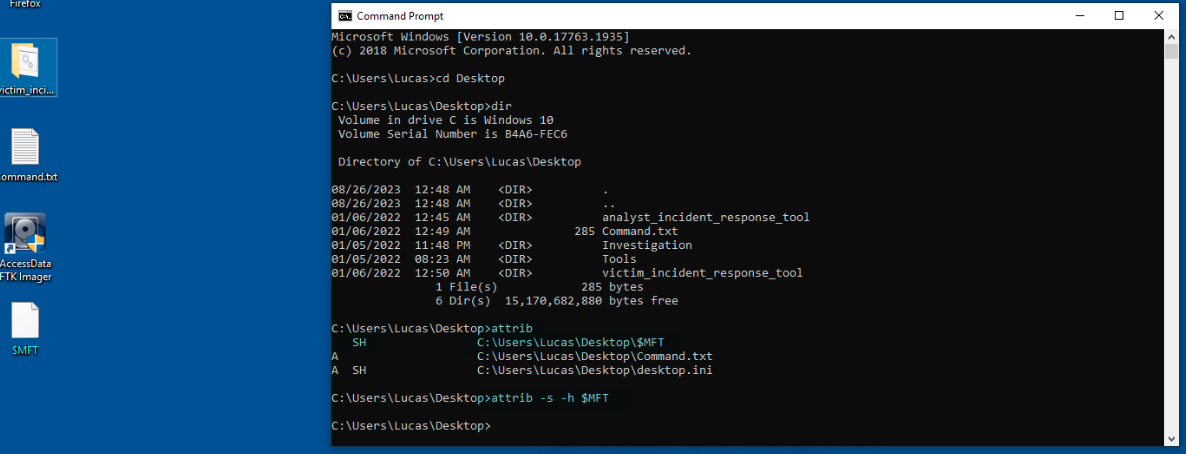 Firefox
victim_inci...
Command.txt
AccessData
FTK Imager
$MFT
Command Prompt
Microsoft Windows [Version 10.0.17763.1935]
(c) 2018 Microsoft Corporation. All rights reserved.
C:\Users\Lucas>cd Desktop
C:\Users\Lucas\Desktop>dir
 Volume in drive C is Windows 10
 Volume Serial Number is B4A6-FEC6
 Directory of C:\Users\Lucas\Desktop
08/26/2023  12:48 AM    <DIR>          .
08/26/2023  12:48 AM    <DIR>          ..
01/06/2022  12:45 AM    <DIR>          analyst_incident_response_tool
01/06/2022  12:49 AM               285 Command.txt
01/05/2022  11:48 PM    <DIR>          Investigation
01/05/2022  08:23 AM    <DIR>          Tools
01/06/2022  12:50 AM    <DIR>          victim_incident_response_tool
               1 File(s)            285 bytes
               6 Dir(s)  15,170,682,880 bytes free
C:\Users\Lucas\Desktop>attrib
   SH                C:\Users\Lucas\Desktop\$MFT
A                    C:\Users\Lucas\Desktop\Command.txt
A  SH                C:\Users\Lucas\Desktop\desktop.ini
C:\Users\Lucas\Desktop>attrib -s -h $MFT
C:\Users\Lucas\Desktop>